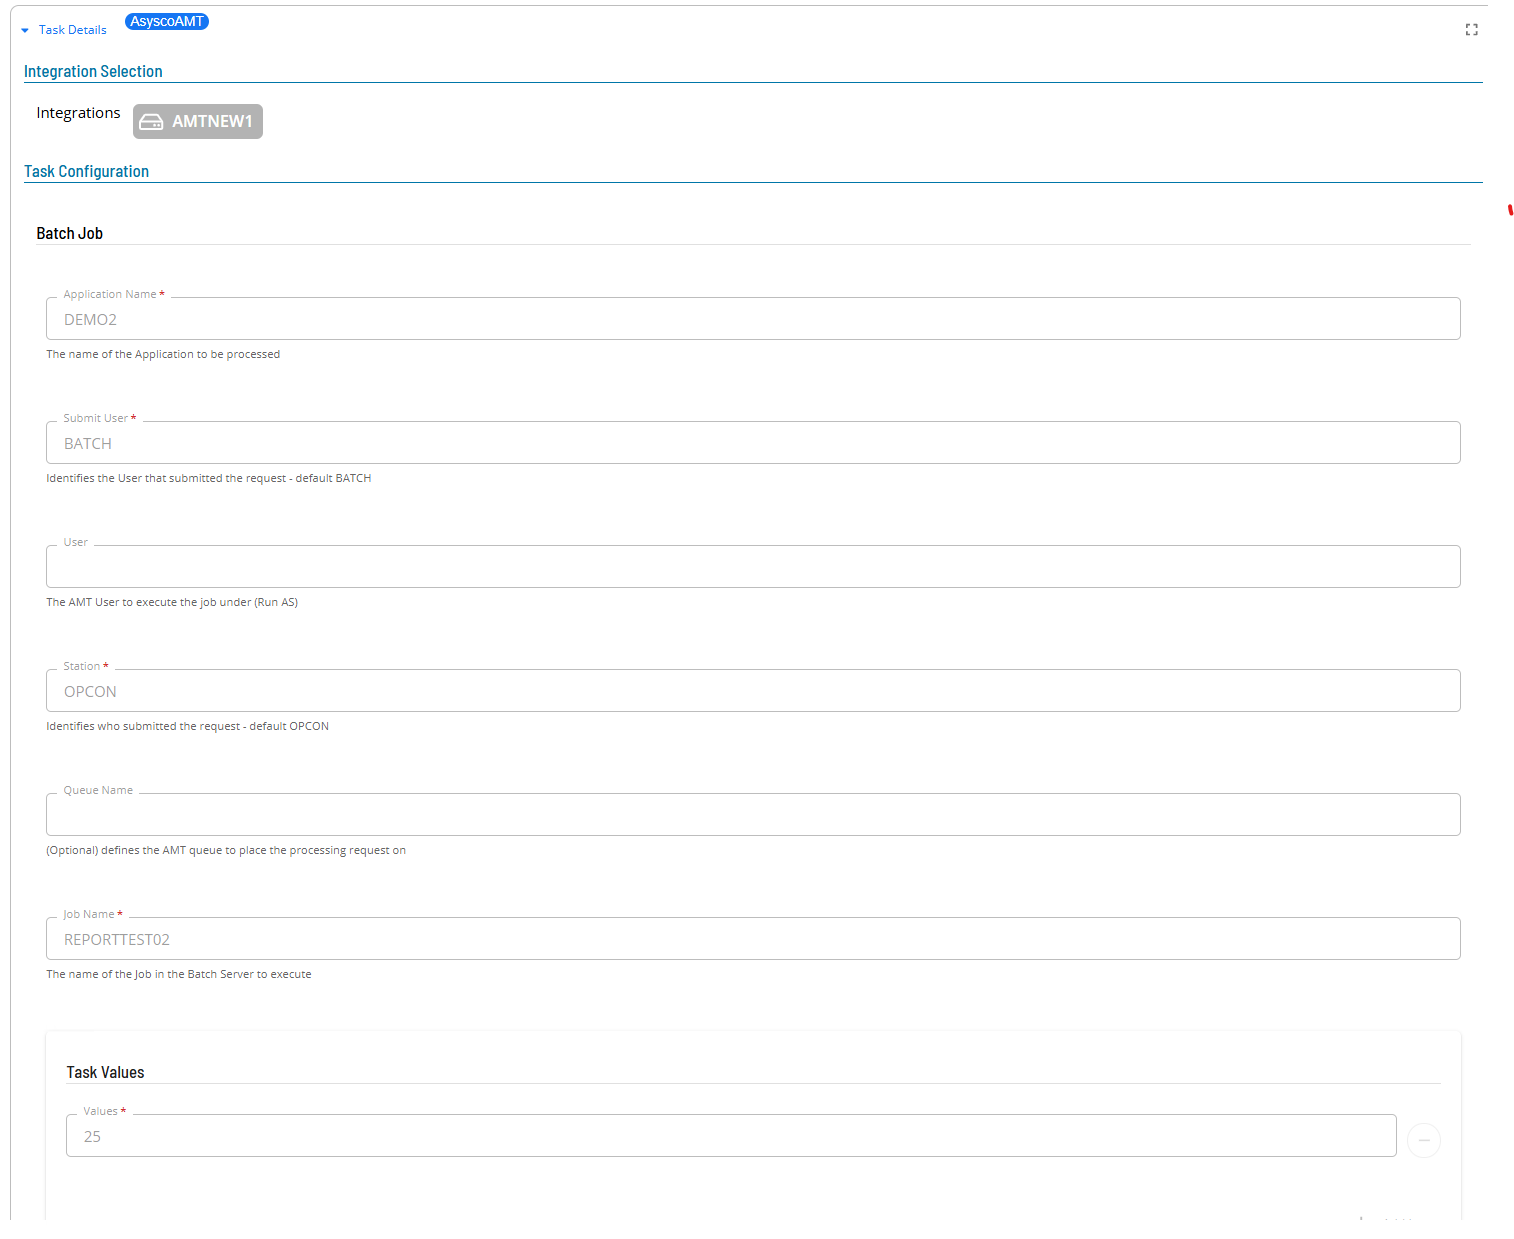 Task Details AsyscoAMT
Integration Selection
Integrations AMTNEW1
Task Configuration
Batch Job
Application Name *
DEMO2
The name of the Application to be processed
Submit User *
BATCH
Identifies the User that submitted the request - default BATCH
User
The AMT User to execute the job under (Run AS)
Station *
OPCON
Identifies who submitted the request - default OPCON
Queue Name
(Optional) defines the AMT queue to place the processing request on
Job Name *
REPORTTEST02
The name of the Job in the Batch Server to execute
Task Values
Values *
25